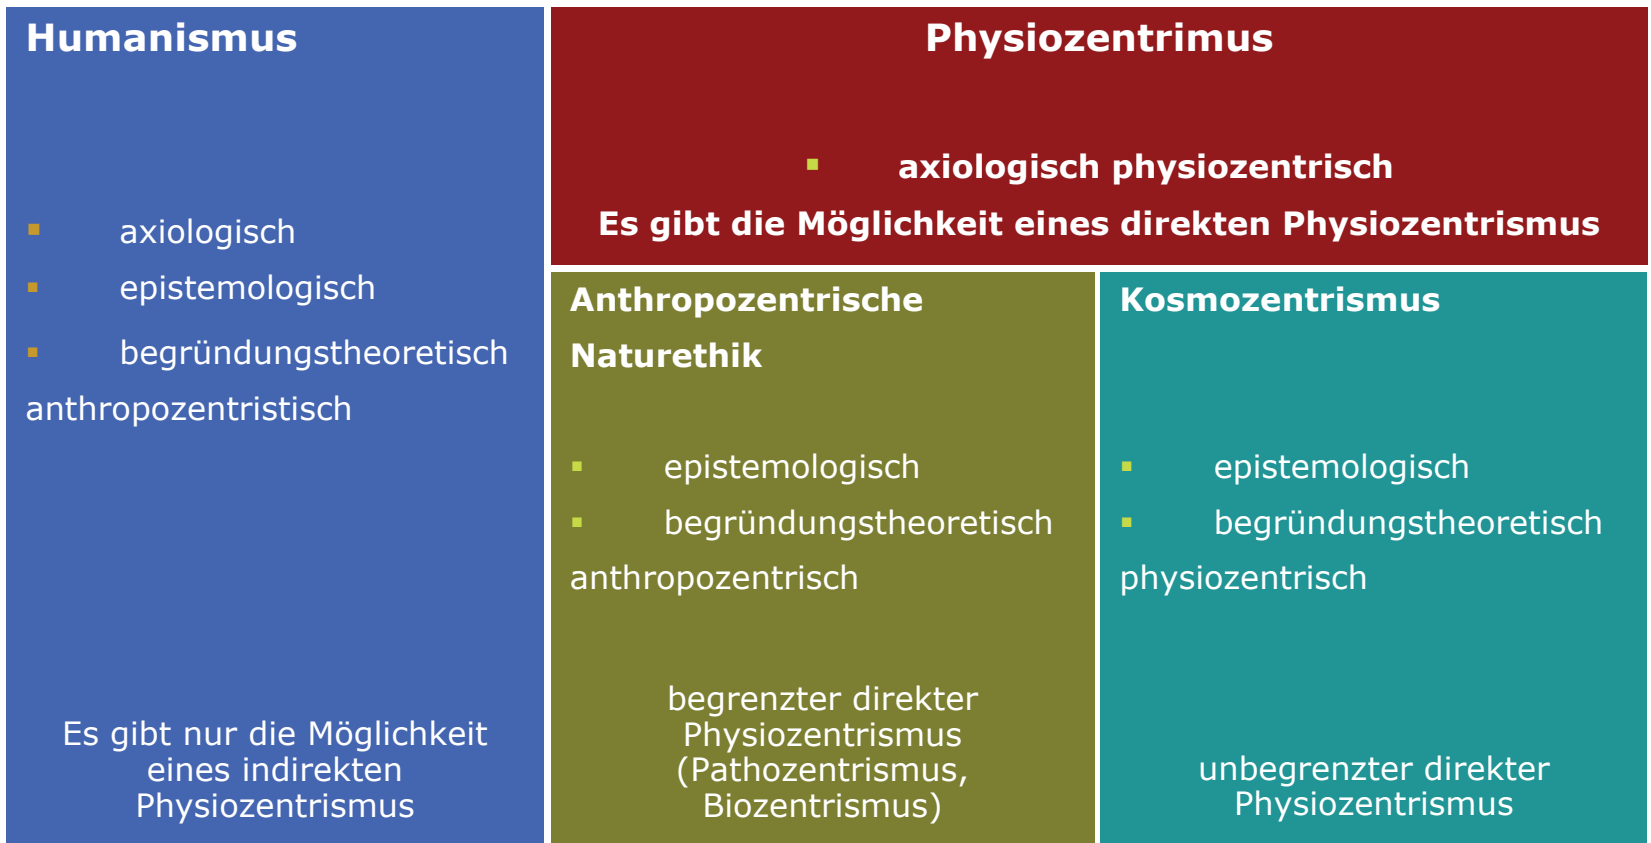 Humanismus
▪ axiologisch
▪ epistemologisch
▪ begründungstheoretisch
anthropozentristisch
Es gibt nur die Möglichkeit
eines indirekten
Physiozentrismus
Physiozentrimus
▪ axiologisch physiozentrisch
Es gibt die Möglichkeit eines direkten Physiozentrismus
Anthropozentrische
Naturethik
▪ epistemologisch
▪ begründungstheoretisch
anthropozentrisch
begrenzter direkter
Physiozentrismus
(Pathozentrismus,
Biozentrismus)
Kosmozentrismus
▪ epistemologisch
▪ begründungstheoretisch
physiozentrisch
unbegrenzter direkter
Physiozentrismus